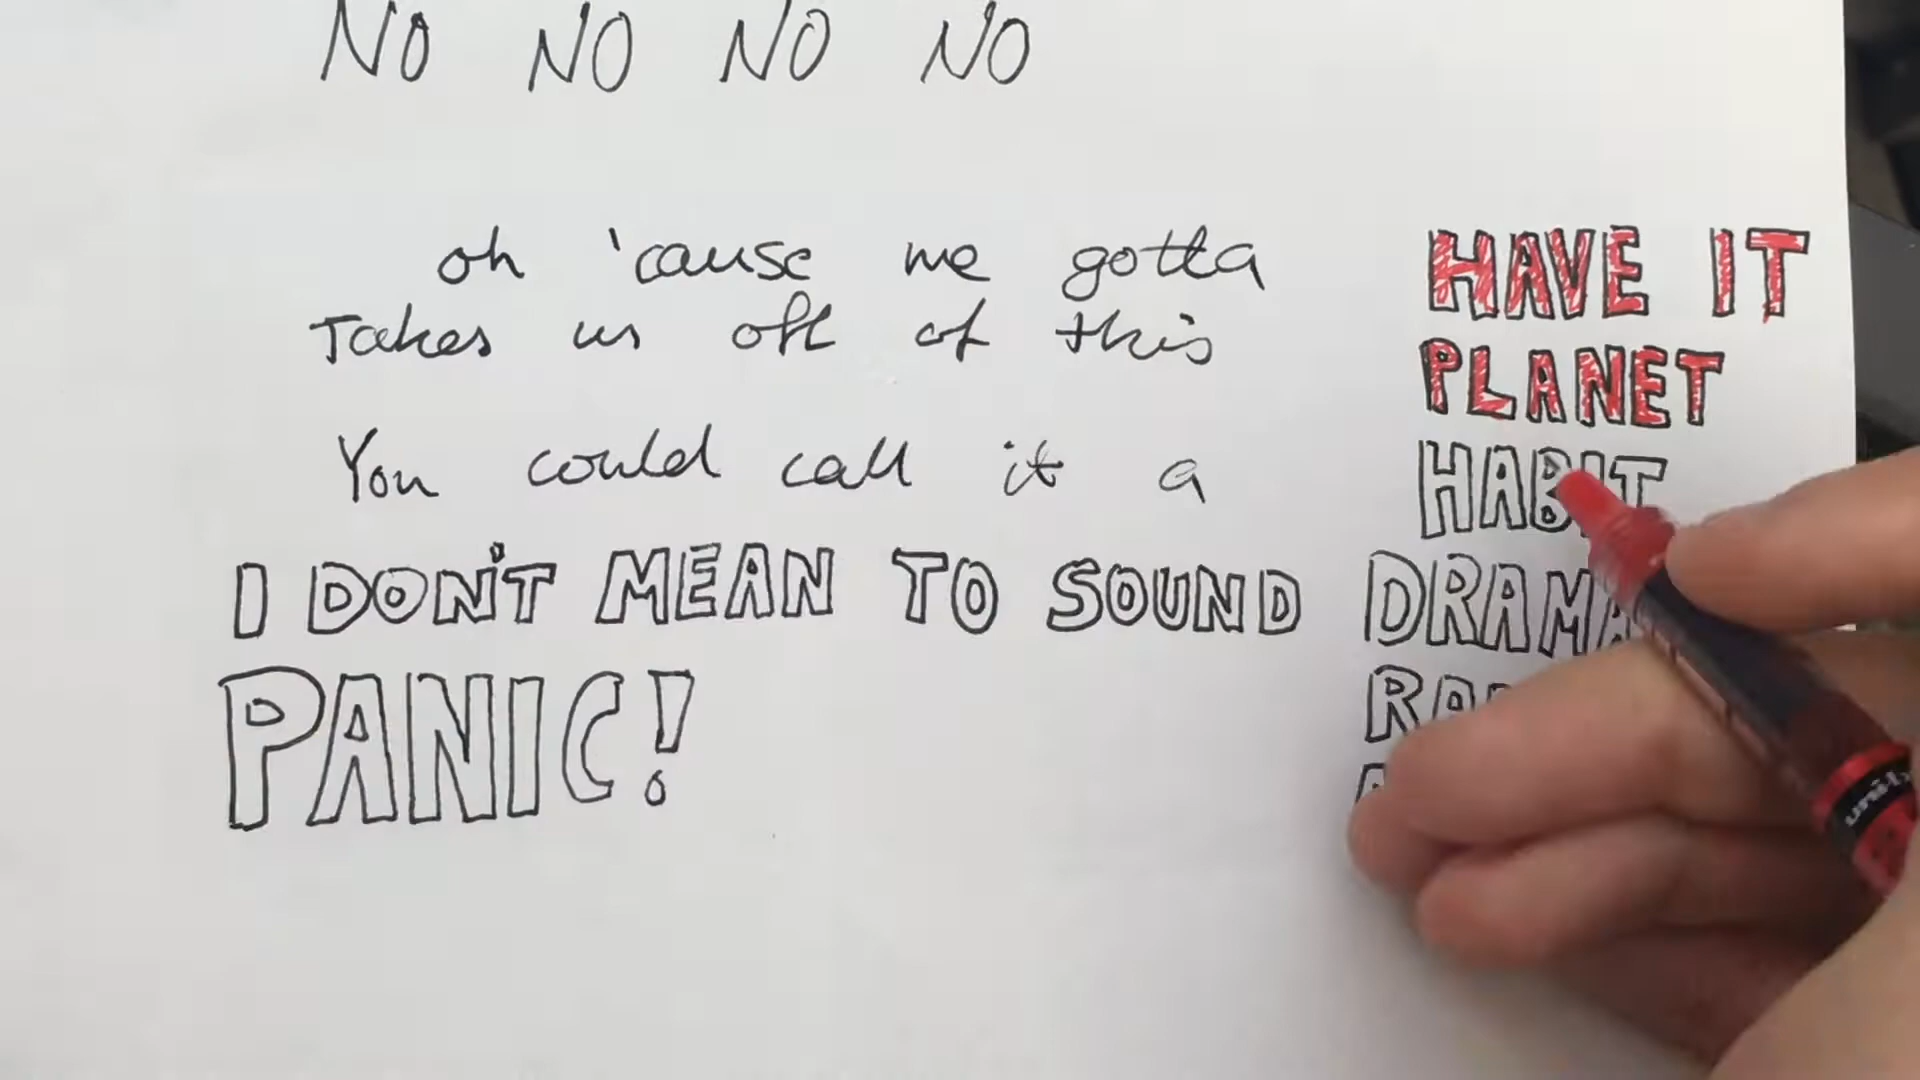 NO NO NO NO
oh 'cause we gotta HAVE IT
Takes us off of this PLANET
You could call it a HABIT
I DON'T MEAN TO SOUND
PANIC!